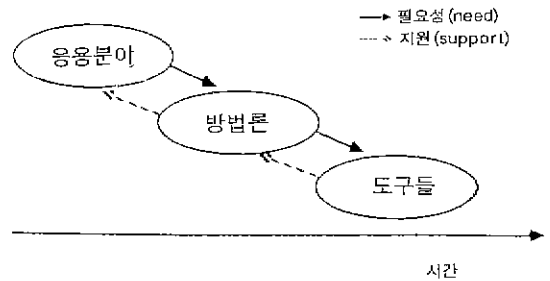 필요성(need)
지원(support)
응용분야
방법론
도구들
시간